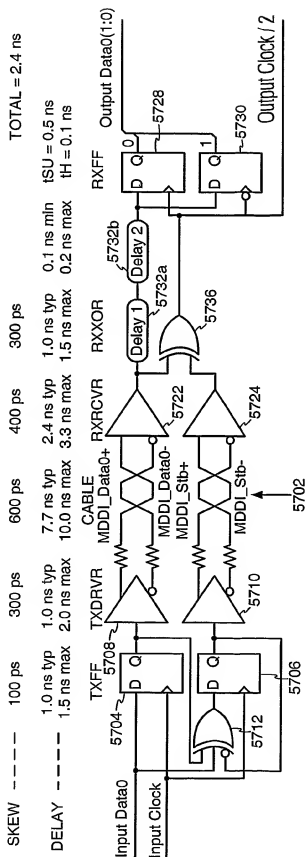 SKEW ---- 100 ps 300 ps 600 ps 400 ps 300 ps TOTAL = 2.4 ns
DELAY ---- 1.0 ns typ 1.0 ns typ 7.7 ns typ 2.4 ns typ 1.0 ns typ 0.1 ns min tSU = 0.5 ns
1.5 ns max 2.0 ns max 10.0 ns max 3.3 ns max 1.5 ns max 0.2 ns max tH = 0.1 ns
TXFF TXDRVR CABLE RXRCVR RXXOR RXFF
5708
5704
MDDI_Data0+
5732b
5732a
Output Data0(1:0)
Input Data0
D Q
Delay 1
Delay 2
D Q 0
5728
5722
MDDI_Data0-
MDDI_Stb+
Input Clock
5712
D Q
5710
5724
5736
D Q 1
5730
MDDI_Stb-
5706
5702
Output Clock / 2